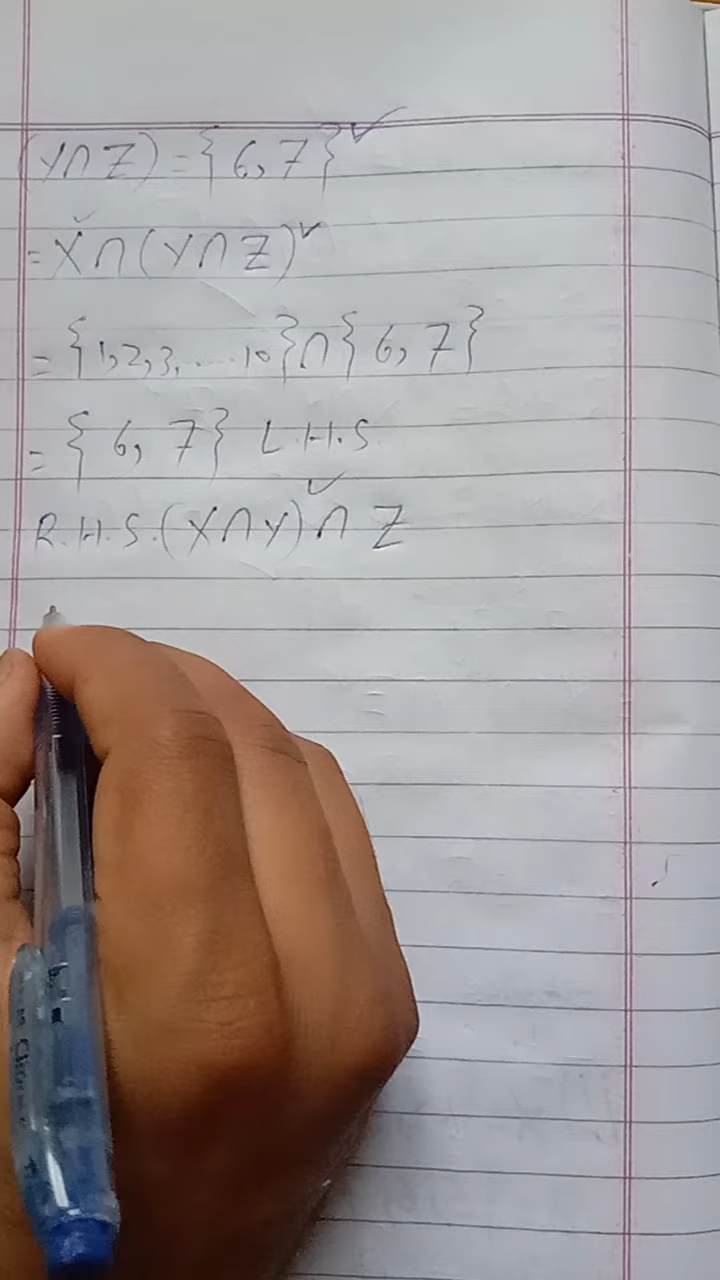 (Y∩Z) = {6, 7} ✓
= X∩(Y∩Z) ✓
= {1, 2, 3, ....10}∩{6, 7}
= {6, 7} L.H.S.
R.H.S. (X∩Y)∩Z